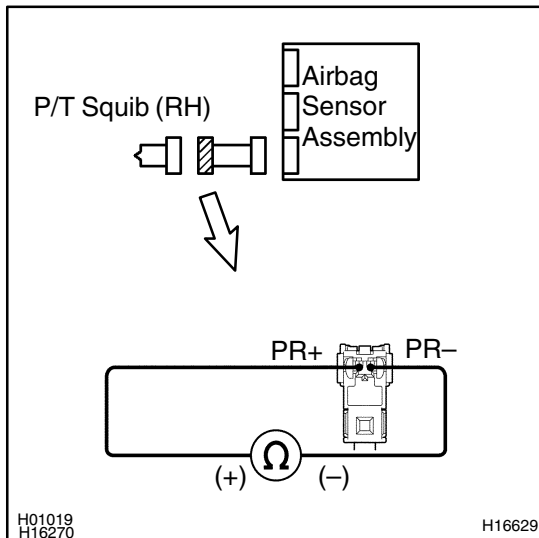 Airbag
Sensor
Assembly
P/T Squib (RH)
PR+
PR–
Ω
(+)
(–)
H01019
H16270
H16629